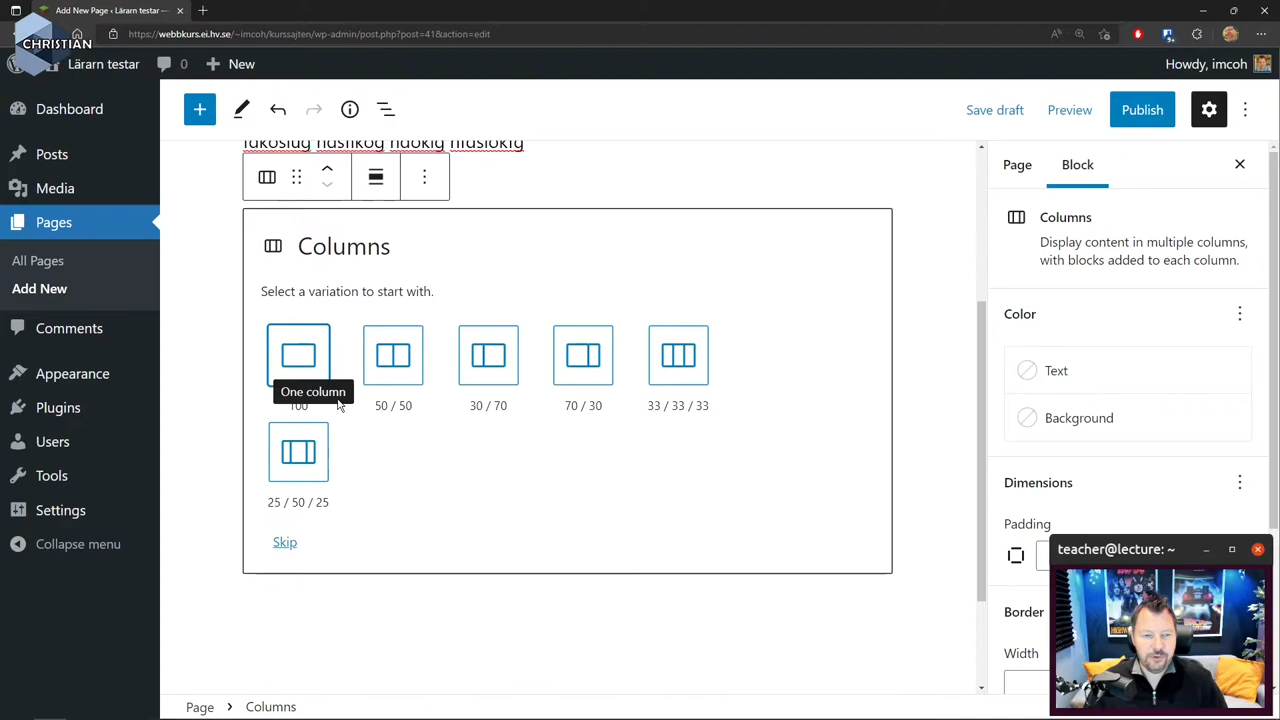 Add New Page ‹ Lärarn testar —
https://webbkurs.ei.hv.se/~imcoh/kurssajten/wp-admin/post.php?post=41&action=edit
CHRISTIAN
Lärarn testar
0
New
Howdy, imcoh
Dashboard
Posts
Media
Pages
All Pages
Add New
Comments
Appearance
Plugins
Users
Tools
Settings
Collapse menu
Save draft
Preview
Publish
Columns
Select a variation to start with.
One column
100
50 / 50
30 / 70
70 / 30
33 / 33 / 33
25 / 50 / 25
Skip
Page
Block
Columns
Display content in multiple columns,
with blocks added to each column.
Color
Text
Background
Dimensions
Padding
Border
Width
teacher@lecture: ~
Page
Columns